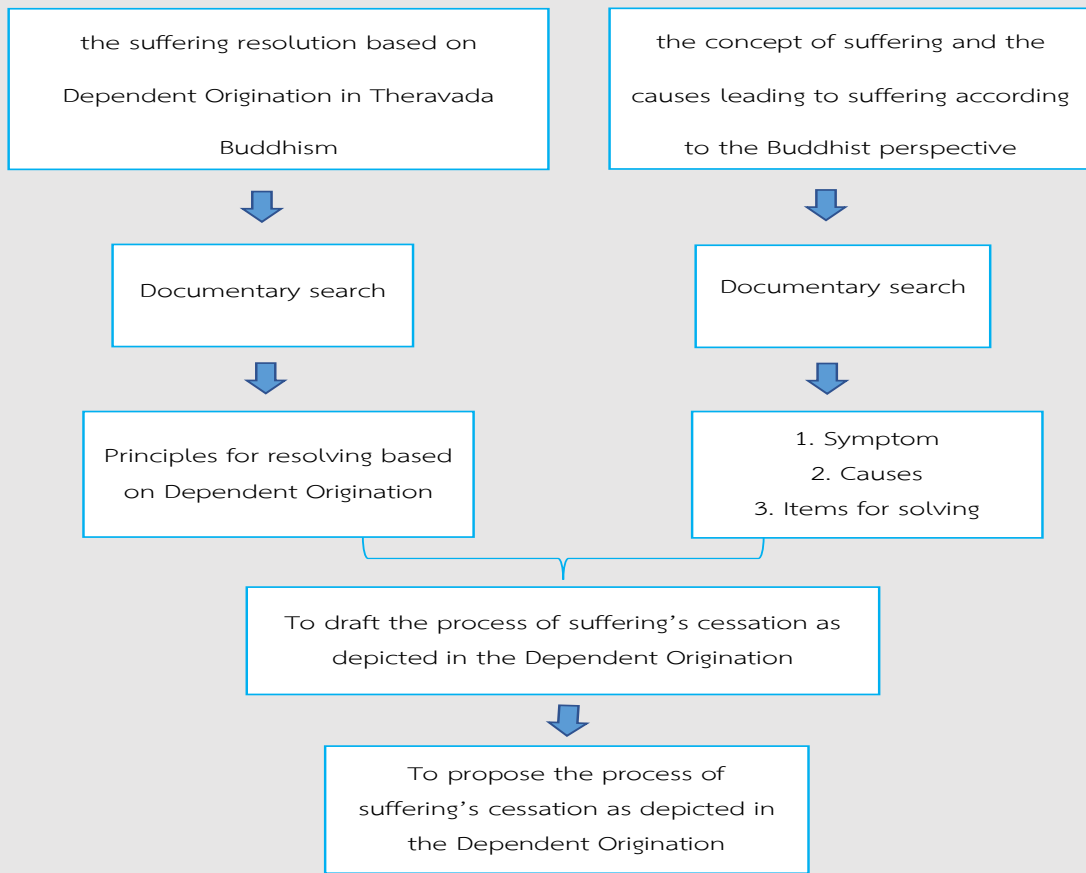 the suffering resolution based on
Dependent Origination in Theravada
Buddhism
the concept of suffering and the
causes leading to suffering according
to the Buddhist perspective
Documentary search
Documentary search
Principles for resolving based
on Dependent Origination
1. Symptom
2. Causes
3. Items for solving
To draft the process of suffering’s cessation as
depicted in the Dependent Origination
To propose the process of
suffering’s cessation as depicted in
the Dependent Origination